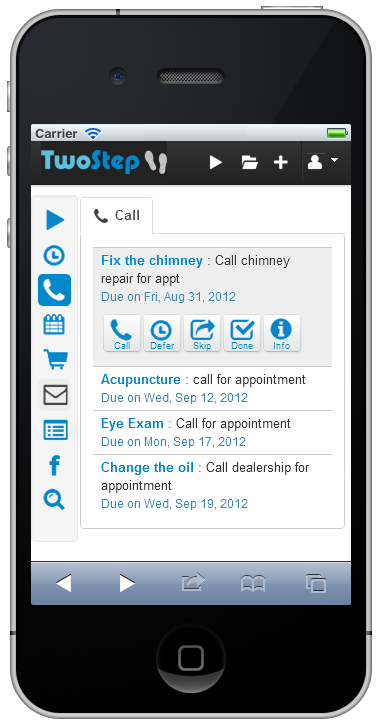 Carrier
TwoStep
Call
Fix the chimney : Call chimney
repair for appt
Due on Fri, Aug 31, 2012
Call Defer Skip Done Info
Acupuncture : call for appointment
Due on Wed, Sep 12, 2012
Eye Exam : Call for appointment
Due on Mon, Sep 17, 2012
Change the oil : Call dealership for
appointment
Due on Wed, Sep 19, 2012